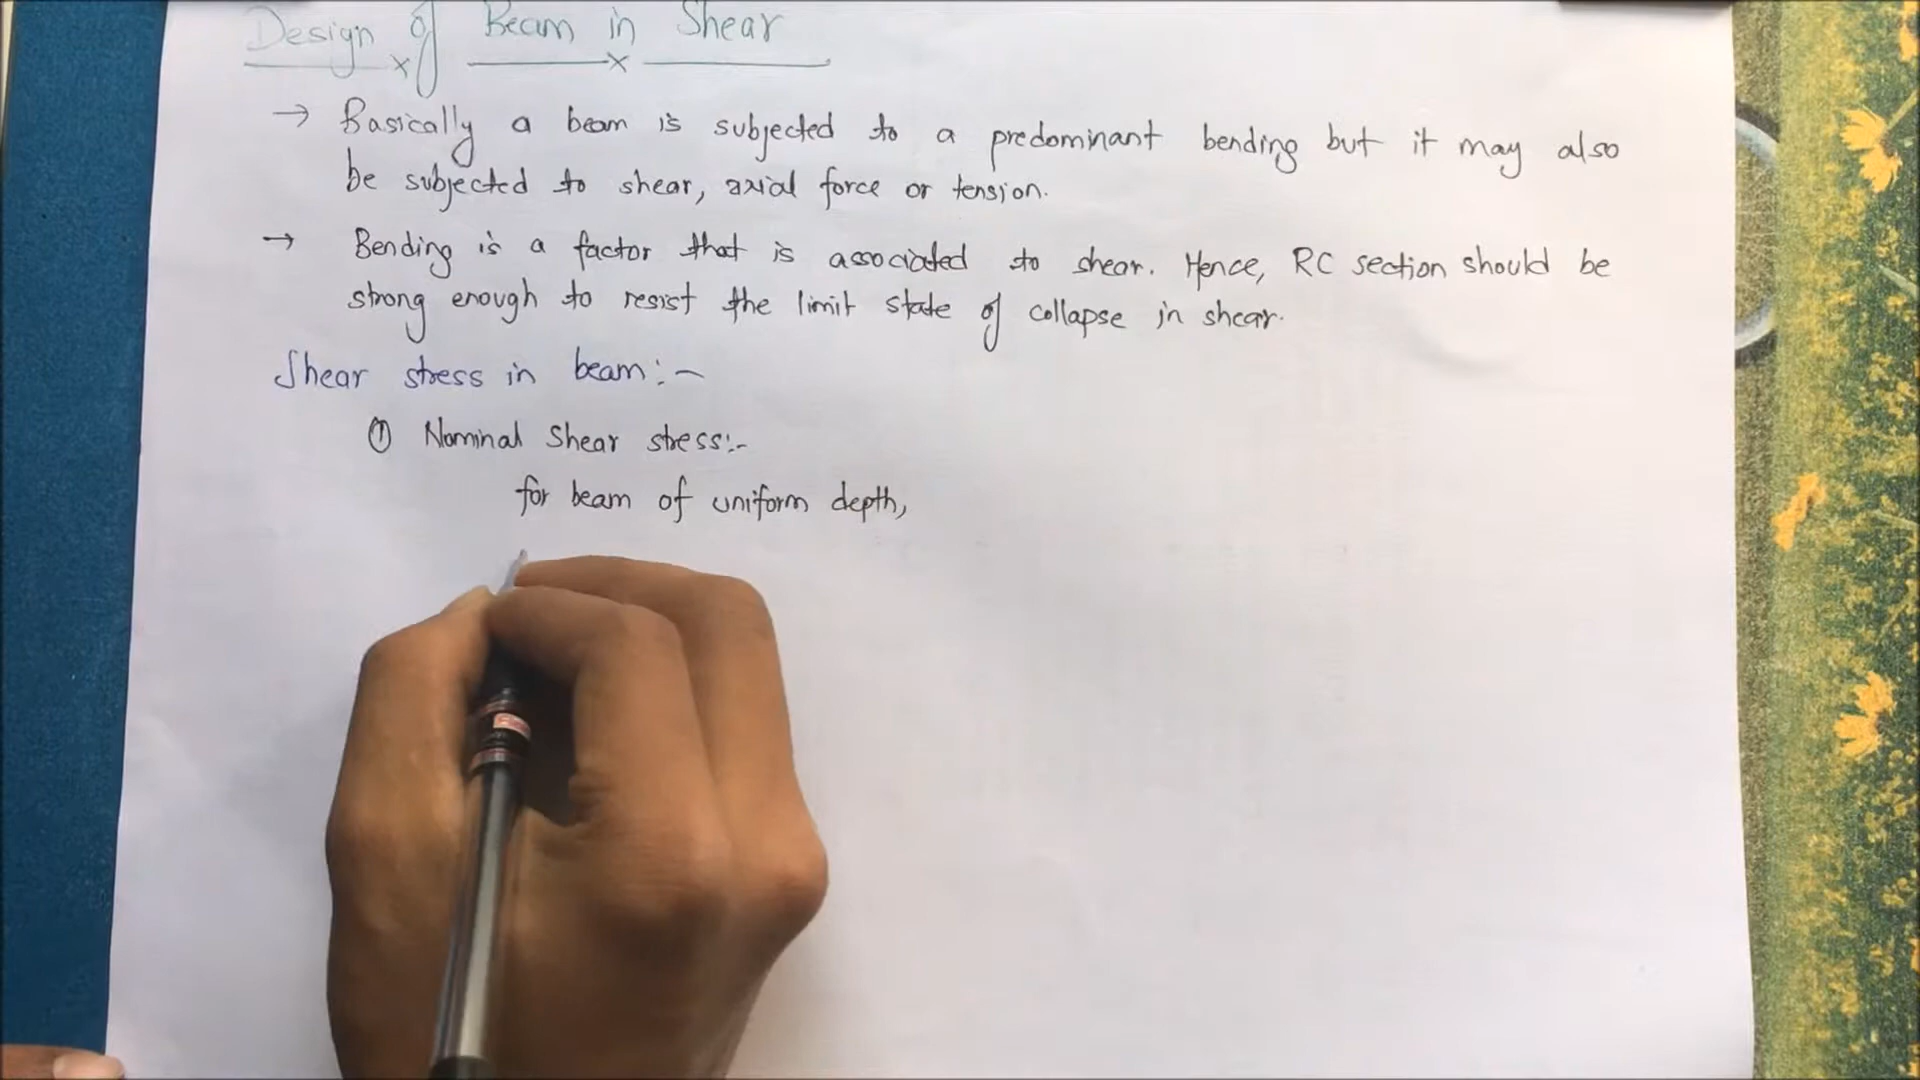 Design of Beam in Shear
→ Basically a beam is subjected to a predominant bending but it may also
be subjected to shear, axial force or tension.
→ Bending is a factor that is associated to shear. Hence, RC section should be
strong enough to resist the limit state of collapse in shear.
Shear stress in beam:-
① Nominal Shear stress:-
for beam of uniform depth,